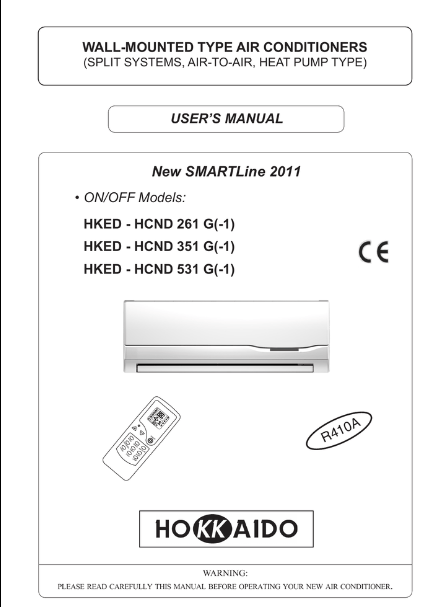 WALL-MOUNTED TYPE AIR CONDITIONERS
(SPLIT SYSTEMS, AIR-TO-AIR, HEAT PUMP TYPE)
USER'S MANUAL
New SMARTLine 2011
• ON/OFF Models:
HKED - HCND 261 G(-1)
HKED - HCND 351 G(-1)
HKED - HCND 531 G(-1)
CE
R410A
HOKKAIDO
WARNING:
PLEASE READ CAREFULLY THIS MANUAL BEFORE OPERATING YOUR NEW AIR CONDITIONER.